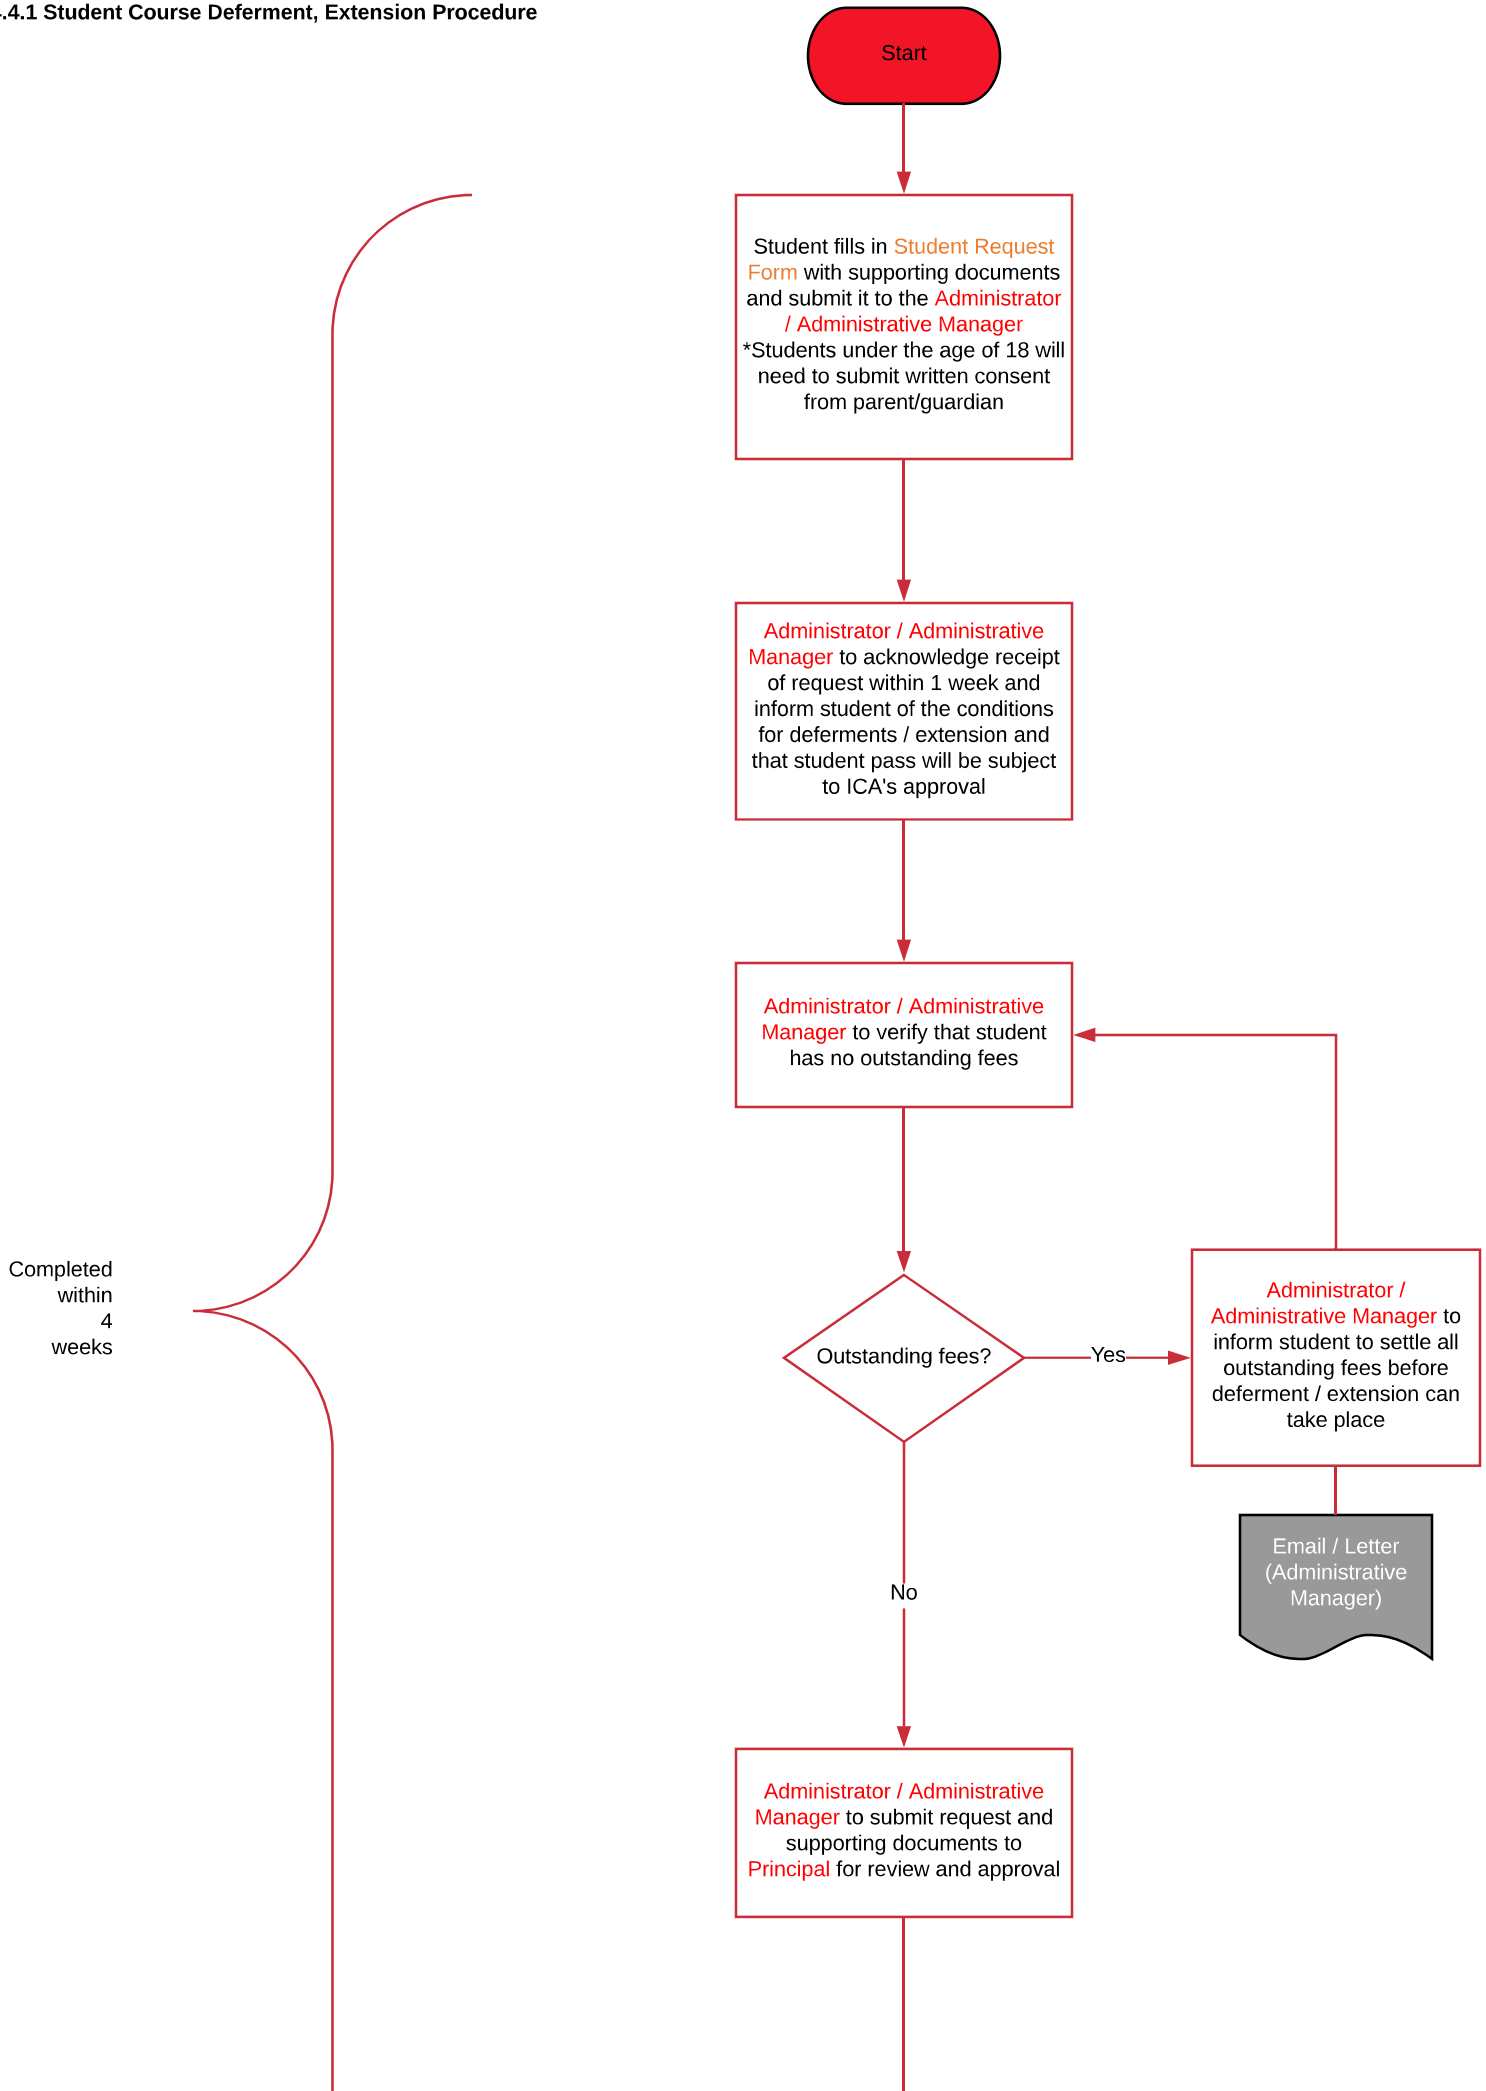 .4.1 Student Course Deferment, Extension Procedure
Start
Student fills in Student Request
Form with supporting documents
and submit it to the Administrator
/ Administrative Manager
*Students under the age of 18 will
need to submit written consent
from parent/guardian
Administrator / Administrative
Manager to acknowledge receipt
of request within 1 week and
inform student of the conditions
for deferments / extension and
that student pass will be subject
to ICA's approval
Administrator / Administrative
Manager to verify that student
has no outstanding fees
Completed
within
4
weeks
Outstanding fees?
Yes
Administrator /
Administrative Manager to
inform student to settle all
outstanding fees before
deferment / extension can
take place
Email / Letter
(Administrative
Manager)
No
Administrator / Administrative
Manager to submit request and
supporting documents to
Principal for review and approval